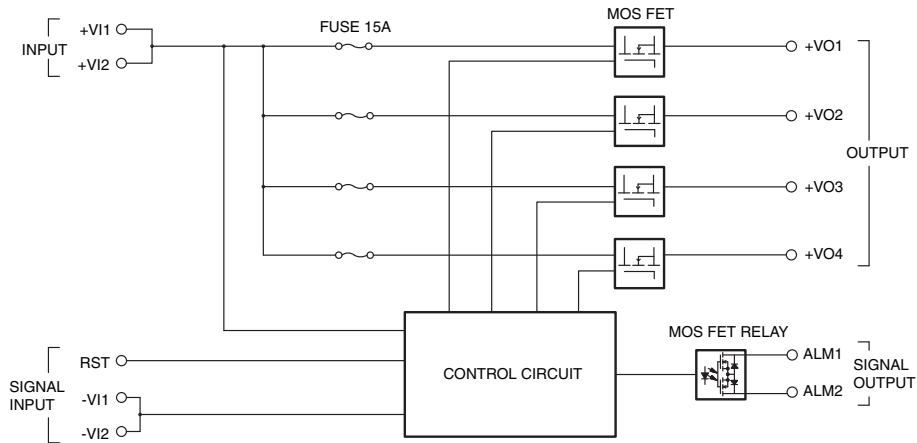 MOS FET
FUSE 15A
+VI1
INPUT
+VI2
+VO1
+VO2
OUTPUT
+VO3
+VO4
MOS FET RELAY
RST
CONTROL CIRCUIT
ALM1
SIGNAL
OUTPUT
ALM2
SIGNAL
INPUT
-VI1
-VI2